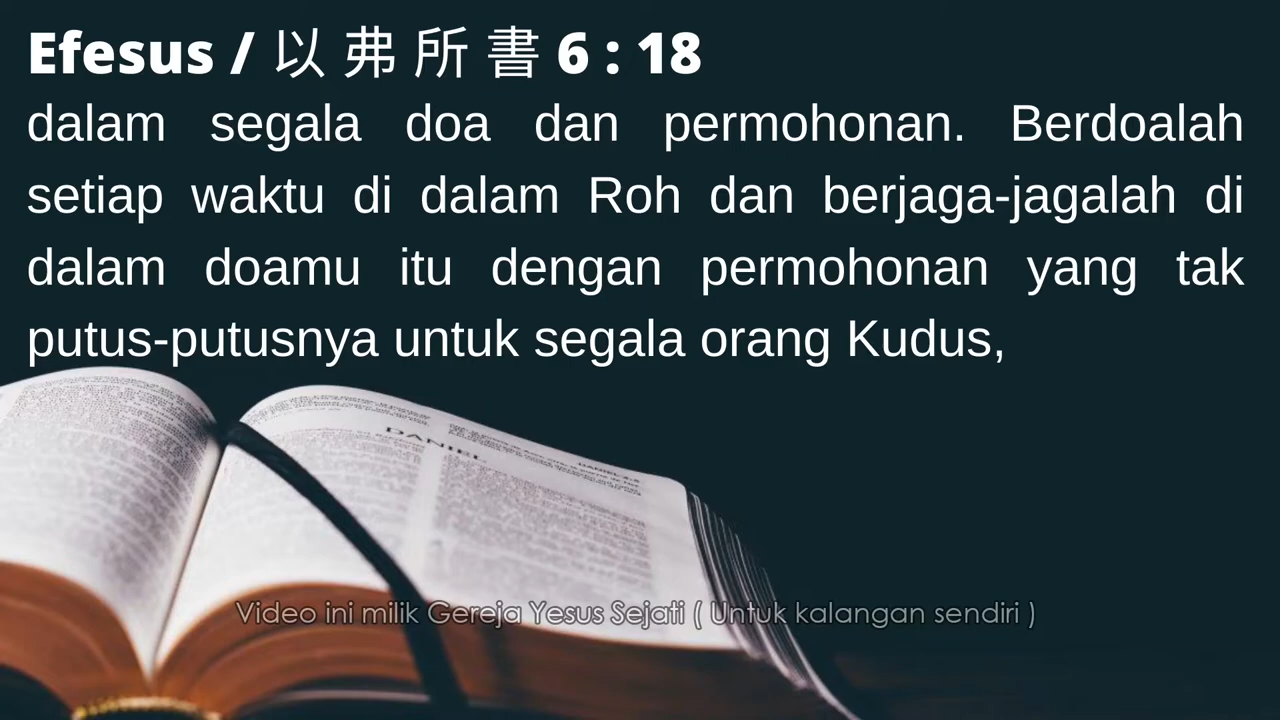 Efesus / 以弗所書 6 : 18
dalam segala doa dan permohonan. Berdoalah
setiap waktu di dalam Roh dan berjaga-jagalah di
dalam doamu itu dengan permohonan yang tak
putus-putusnya untuk segala orang Kudus,
DANIEL
Video ini milik Gereja Yesus Sejati ( Untuk kalangan sendiri )